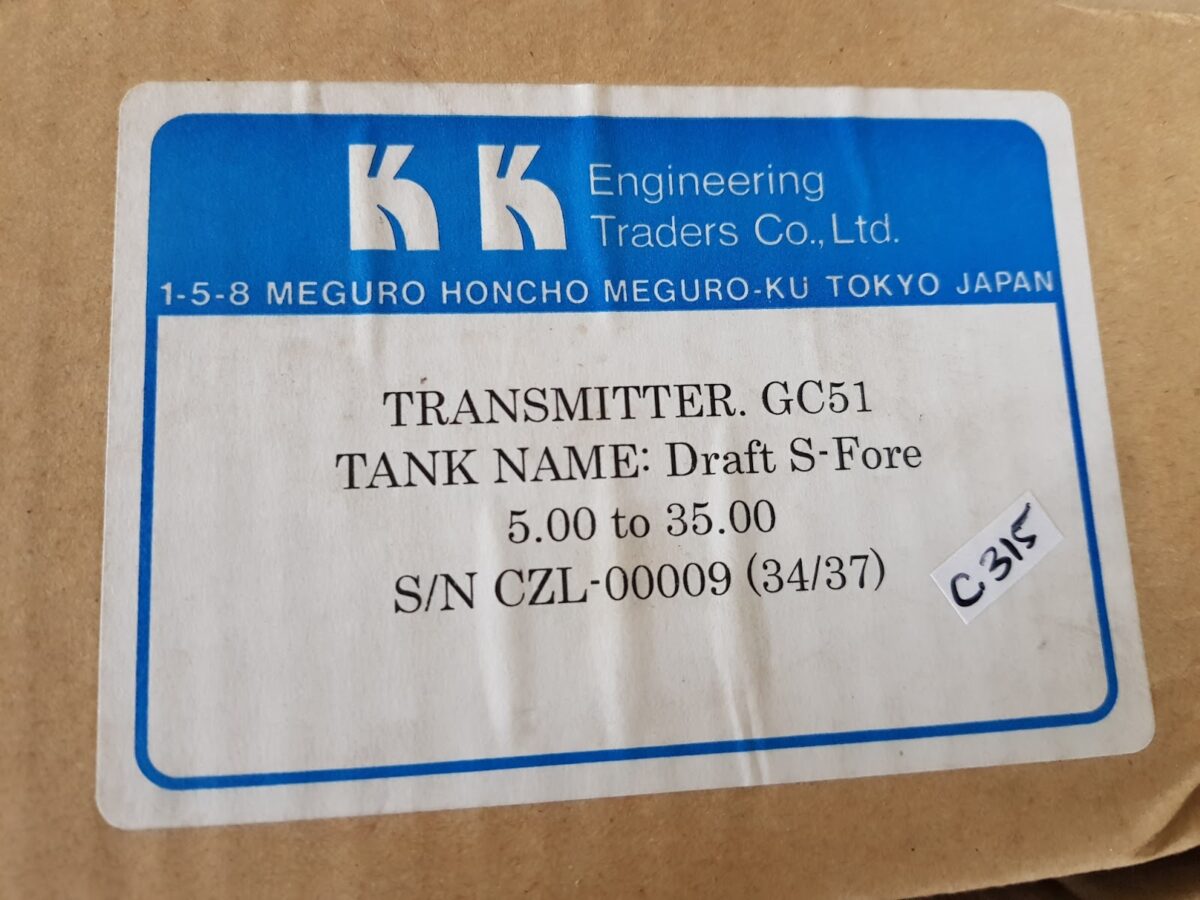 KK Engineering
Traders Co., Ltd.
1-5-8 MEGURO HONCHO MEGURO-KU TOKYO JAPAN
TRANSMITTER. GC51
TANK NAME: Draft S-Fore
5.00 to 35.00
S/N CZL-00009 (34/37)
C315